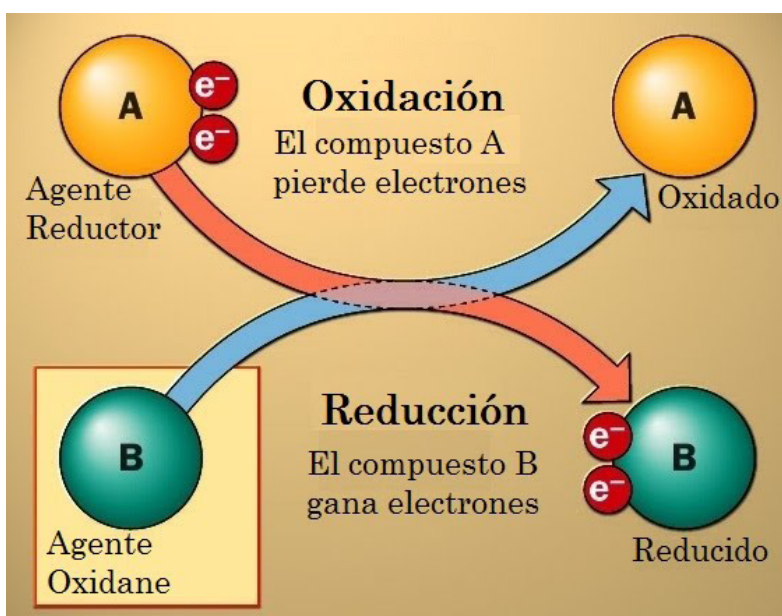 A
e⁻
e⁻
Agente
Reductor
Oxidación
El compuesto A
pierde electrones
A
Oxidado
B
Agente
Oxidane
Reducción
El compuesto B
gana electrones
e⁻
e⁻
B
Reducido